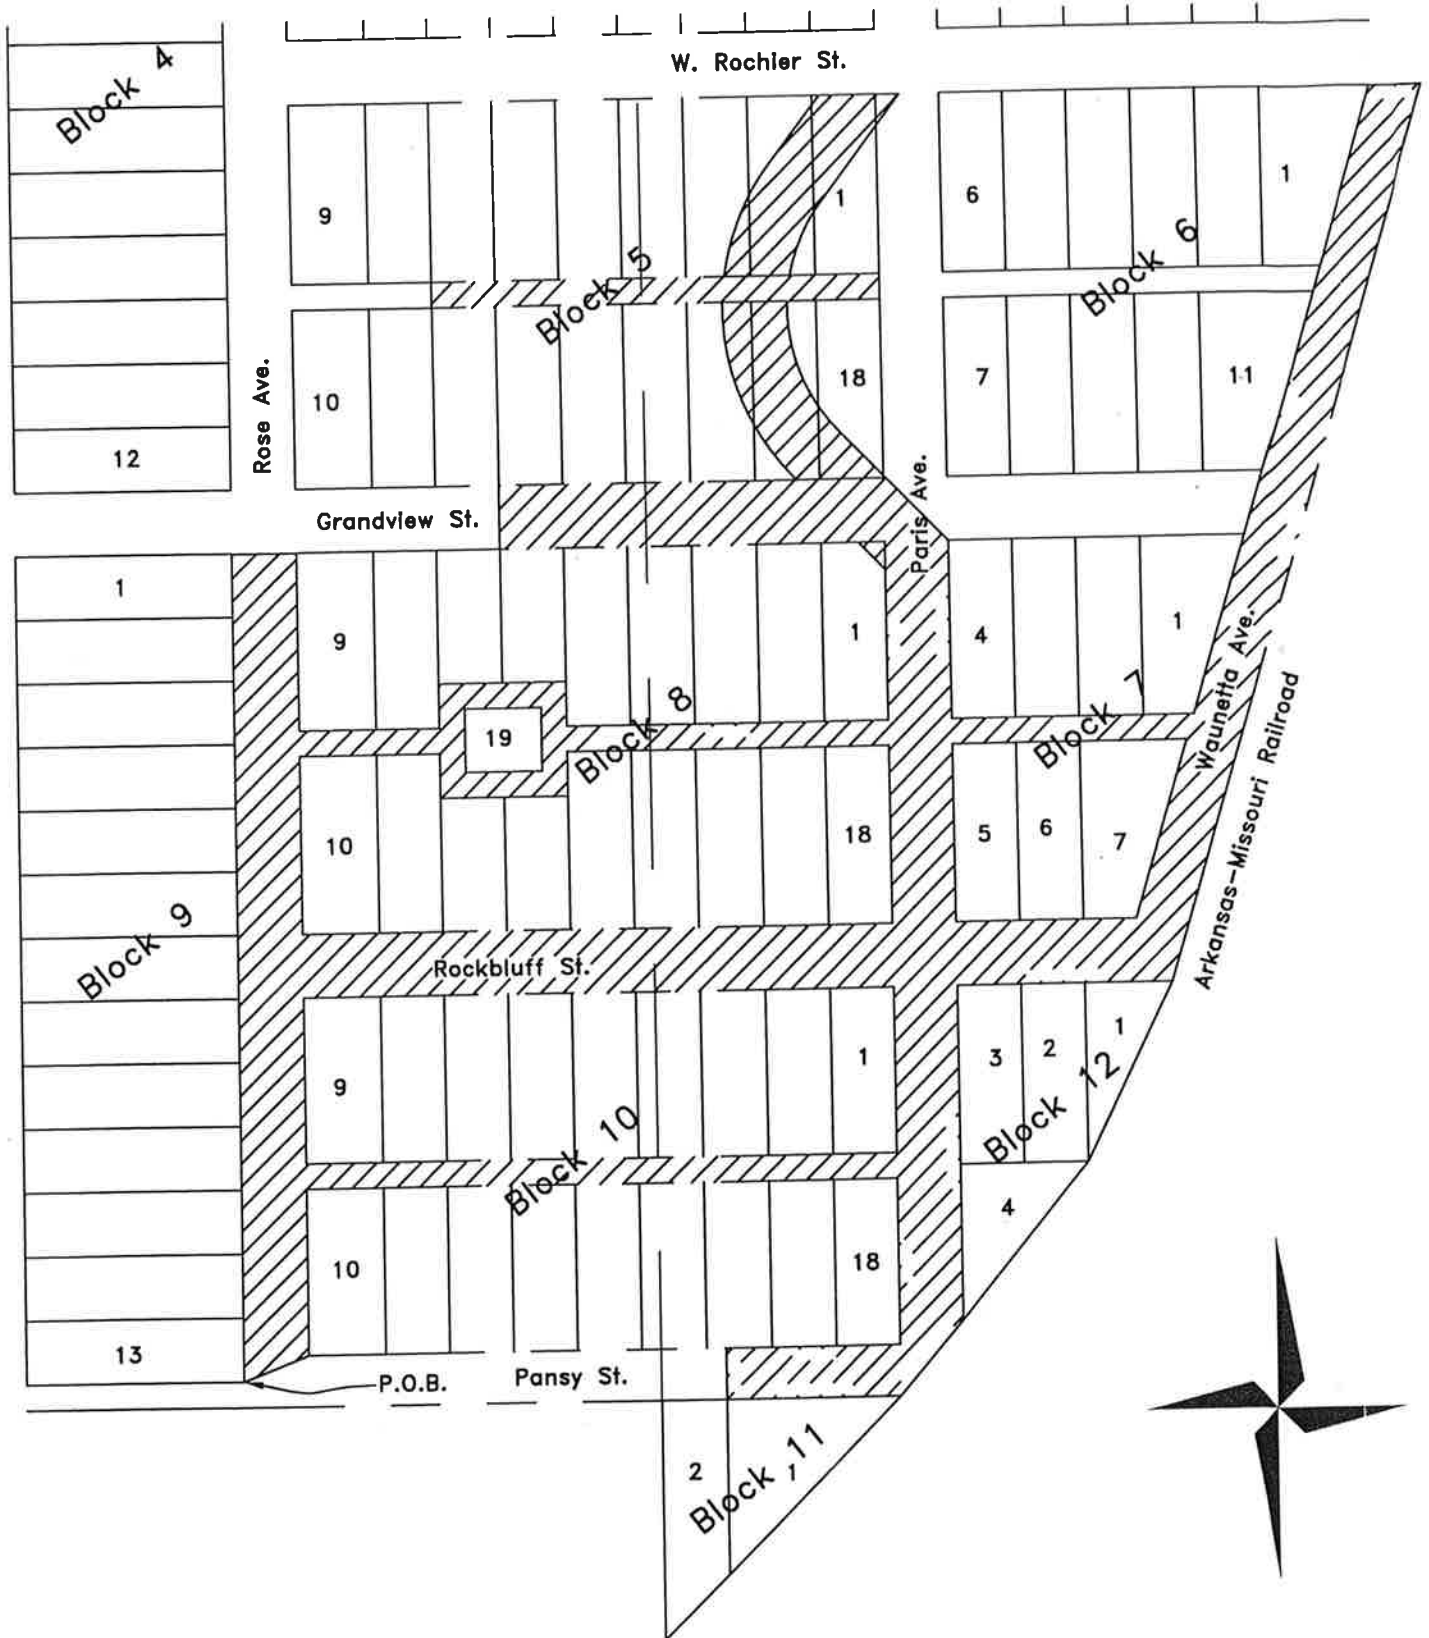 W. Rochier St.
Block 4
9
1
6
1
Block 5
Block 6
Rose Ave.
10
18
7
11
12
Paris Ave.
Grandview St.
1
9
1
4
1
Waunetta Ave.
Block 8
Block 7
19
Arkansas-Missouri Railroad
10
18
5
6
7
Block 9
Rockbluff St.
9
1
3
2
1
Block 10
Block 12
4
10
18
13
P.O.B.
Pansy St.
2
Block 11
1